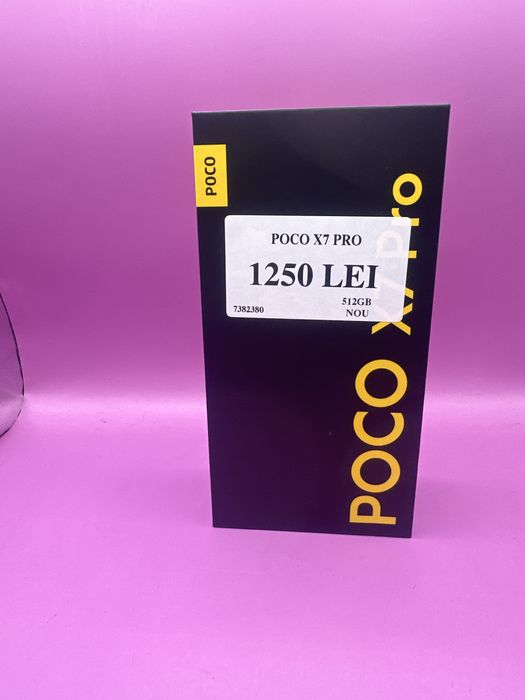 POCO
POCO X7 PRO
1250 LEI
512GB
7382380
NOU
POCO X7 Pro